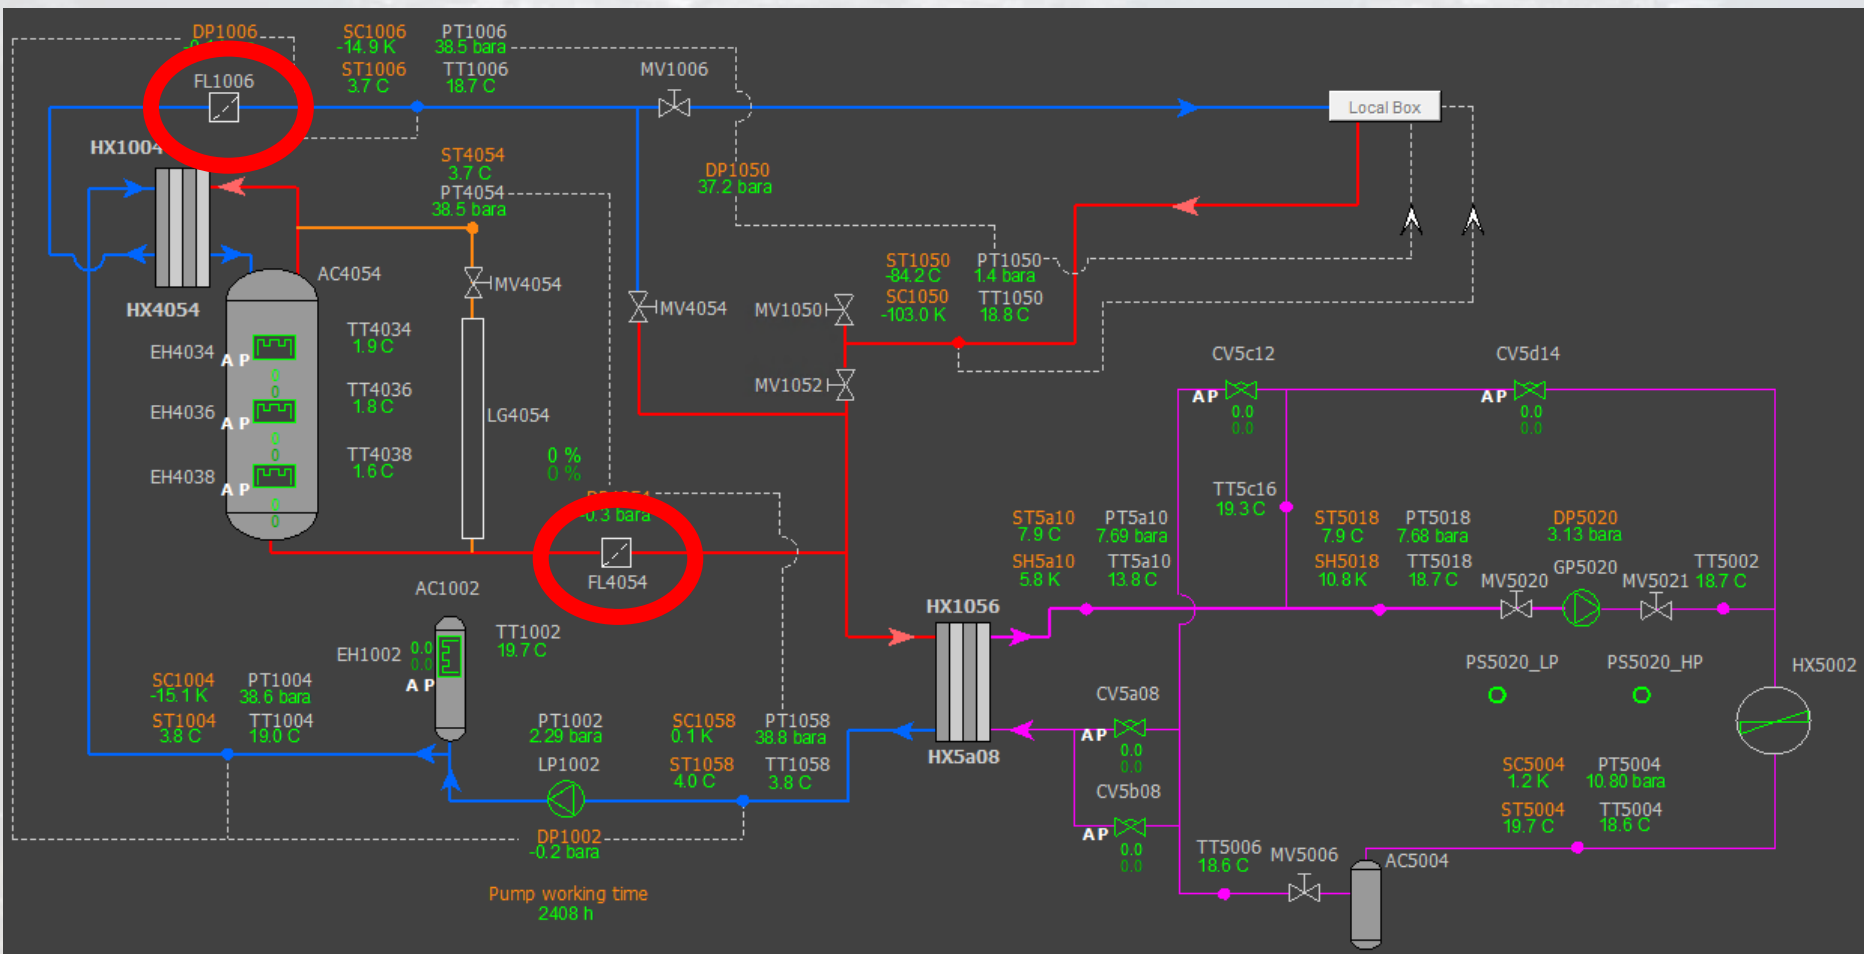 DP1006
SC1006
-14.9 K
PT1006
38.5 bara
ST1006
3.7 C
TT1006
18.7 C
FL1006
MV1006
Local Box
HX1004
HX4054
ST4054
3.7 C
PT4054
38.5 bara
DP1050
37.2 bara
AC4054
MV4054
MV4054
ST1050
-84.2 C
PT1050
1.4 bara
SC1050
-103.0 K
TT1050
18.8 C
MV1050
MV1052
EH4034
A P
0
0
TT4034
1.9 C
EH4036
A P
0
0
TT4036
1.8 C
EH4038
A P
0
0
TT4038
1.6 C
LG4054
0 %
0 %
-0.3 bara
FL4054
CV5c12
AP
0.0
0.0
CV5d14
AP
0.0
0.0
TT5c16
19.3 C
ST5a10
7.9 C
PT5a10
7.69 bara
SH5a10
5.8 K
TT5a10
13.8 C
ST5018
7.9 C
PT5018
7.68 bara
SH5018
10.8 K
TT5018
18.7 C
DP5020
3.13 bara
MV5020
GP5020
MV5021
TT5002
18.7 C
PS5020_LP
PS5020_HP
HX5002
AC1002
EH1002
0.0
0.0
A P
TT1002
19.7 C
HX1056
HX5a08
SC1004
-15.1 K
PT1004
38.6 bara
ST1004
3.8 C
TT1004
19.0 C
PT1002
2.29 bara
LP1002
DP1002
-0.2 bara
SC1058
0.1 K
PT1058
38.8 bara
ST1058
4.0 C
TT1058
3.8 C
CV5a08
AP
0.0
0.0
CV5b08
AP
0.0
0.0
SC5004
1.2 K
PT5004
10.80 bara
ST5004
19.7 C
TT5004
18.6 C
TT5006
18.6 C
MV5006
AC5004
Pump working time
2408 h